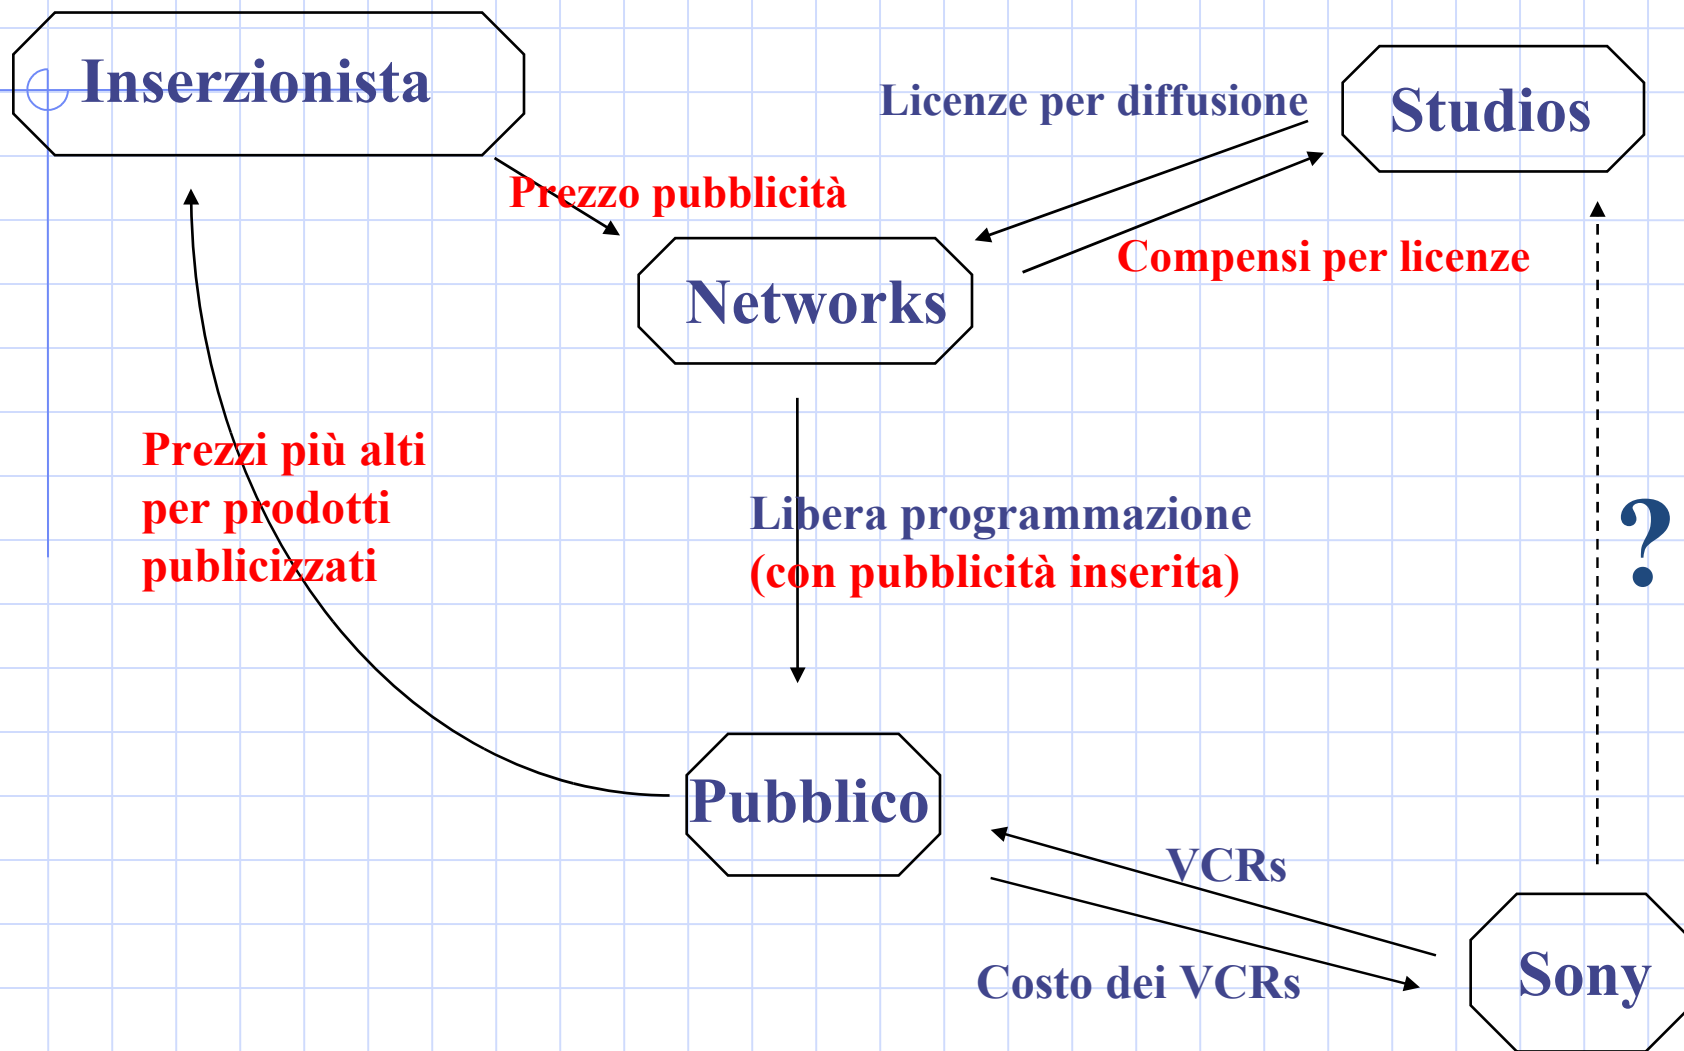 Inserzionista
Licenze per diffusione
Studios
Prezzo pubblicità
Compensi per licenze
Networks
Prezzi più alti
per prodotti
publicizzati
Libera programmazione
(con pubblicità inserita)
?
Pubblico
VCRs
Costo dei VCRs
Sony